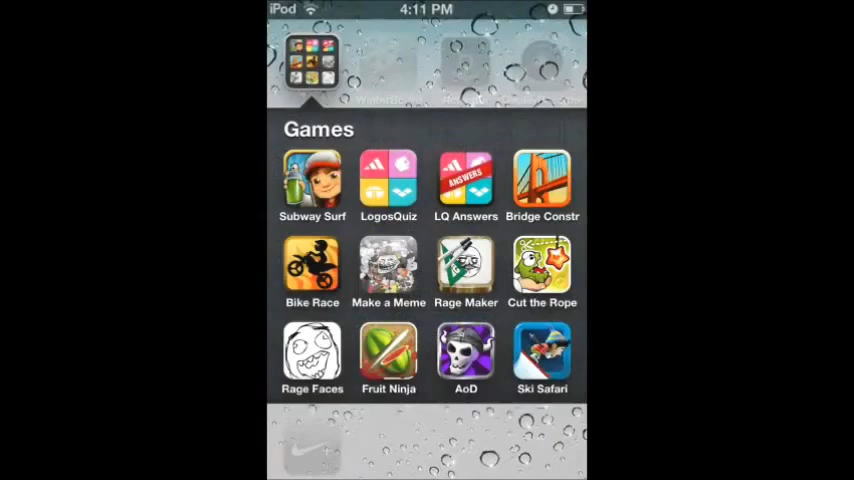 iPod 4:11 PM
Games
Subway Surf LogosQuiz LQ Answers Bridge Constr
ANSWERS
Bike Race Make a Meme Rage Maker Cut the Rope
Rage Faces Fruit Ninja AoD Ski Safari